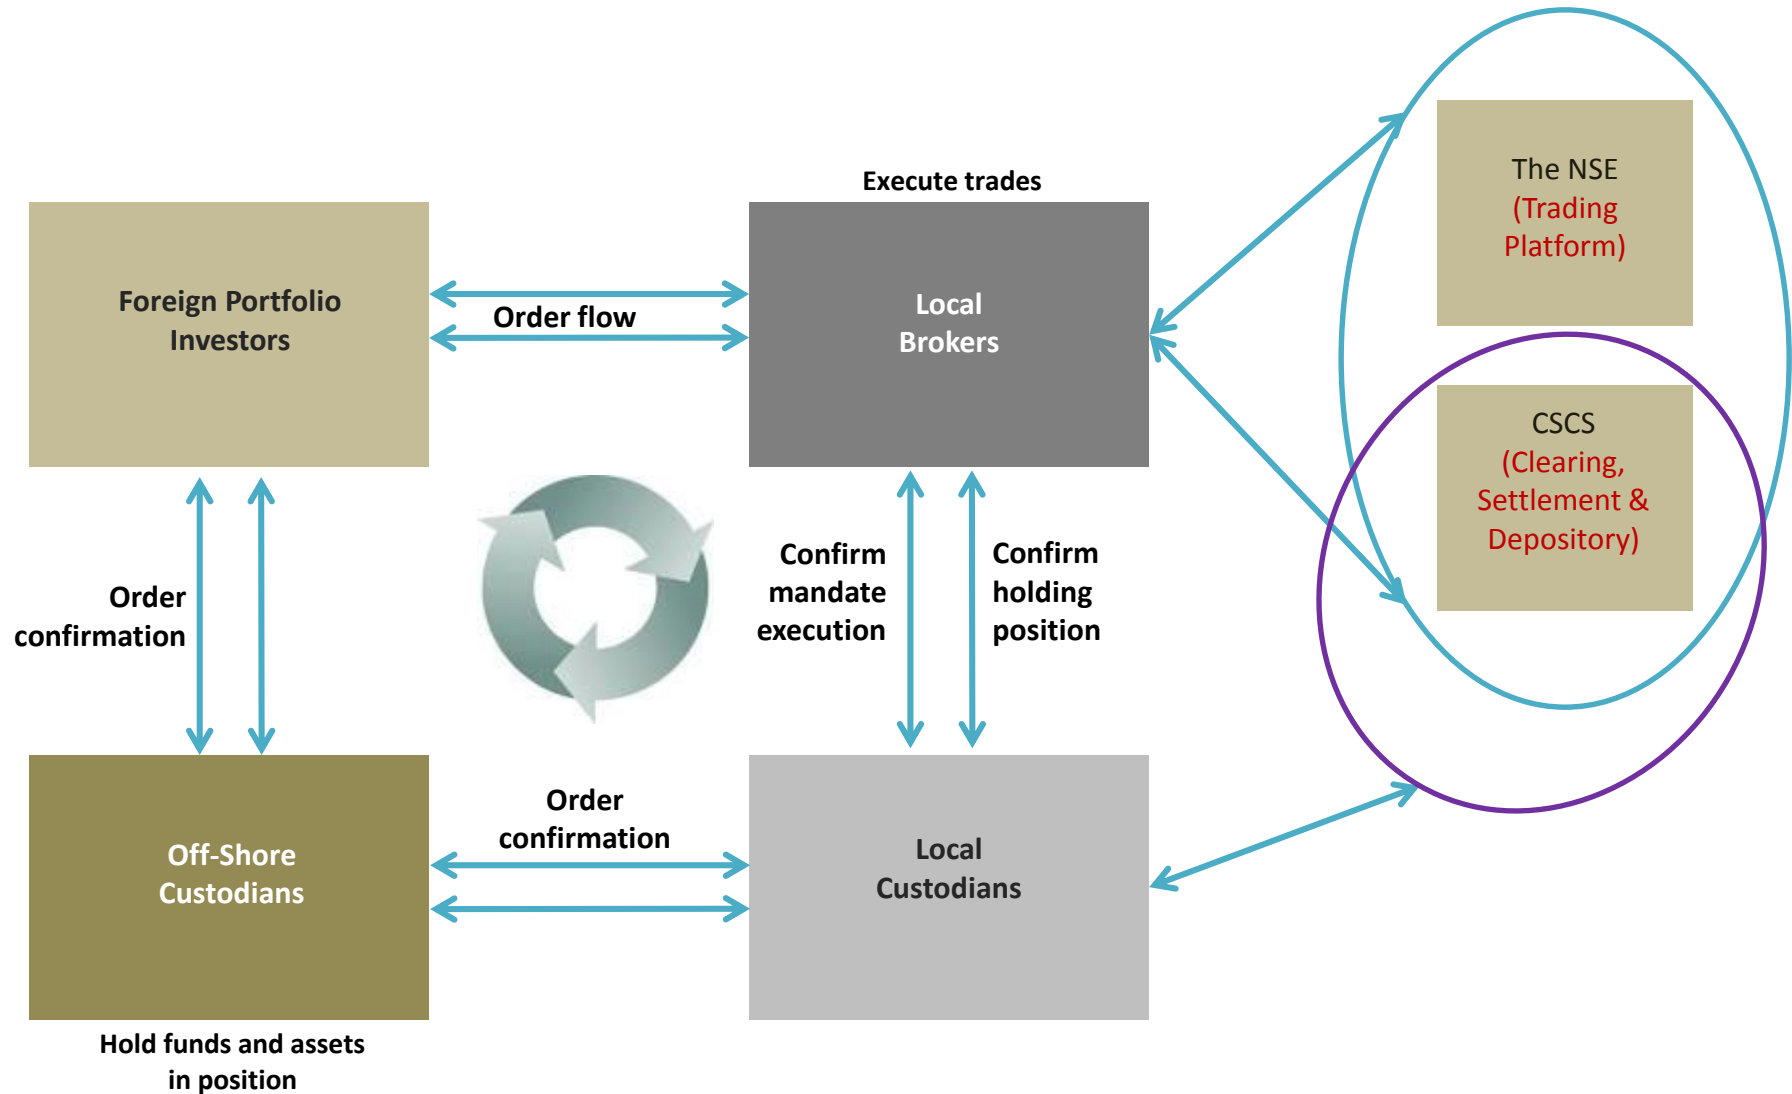 Execute trades
The NSE
(Trading
Platform)
Foreign Portfolio
Investors
Order flow
Local
Brokers
CSCS
(Clearing,
Settlement &
Depository)
Order
confirmation
Confirm
mandate
execution
Confirm
holding
position
Off-Shore
Custodians
Order
confirmation
Local
Custodians
Hold funds and assets
in position